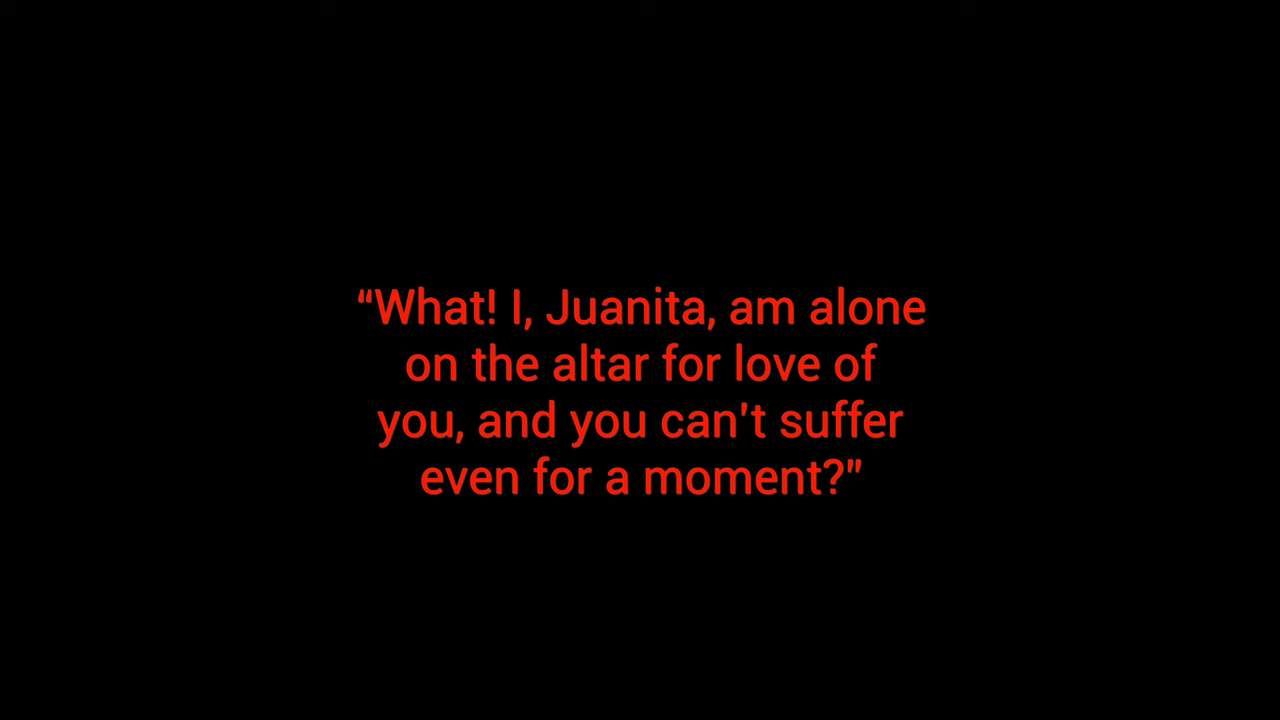 “What! I, Juanita, am alone
on the altar for love of
you, and you can't suffer
even for a moment?”